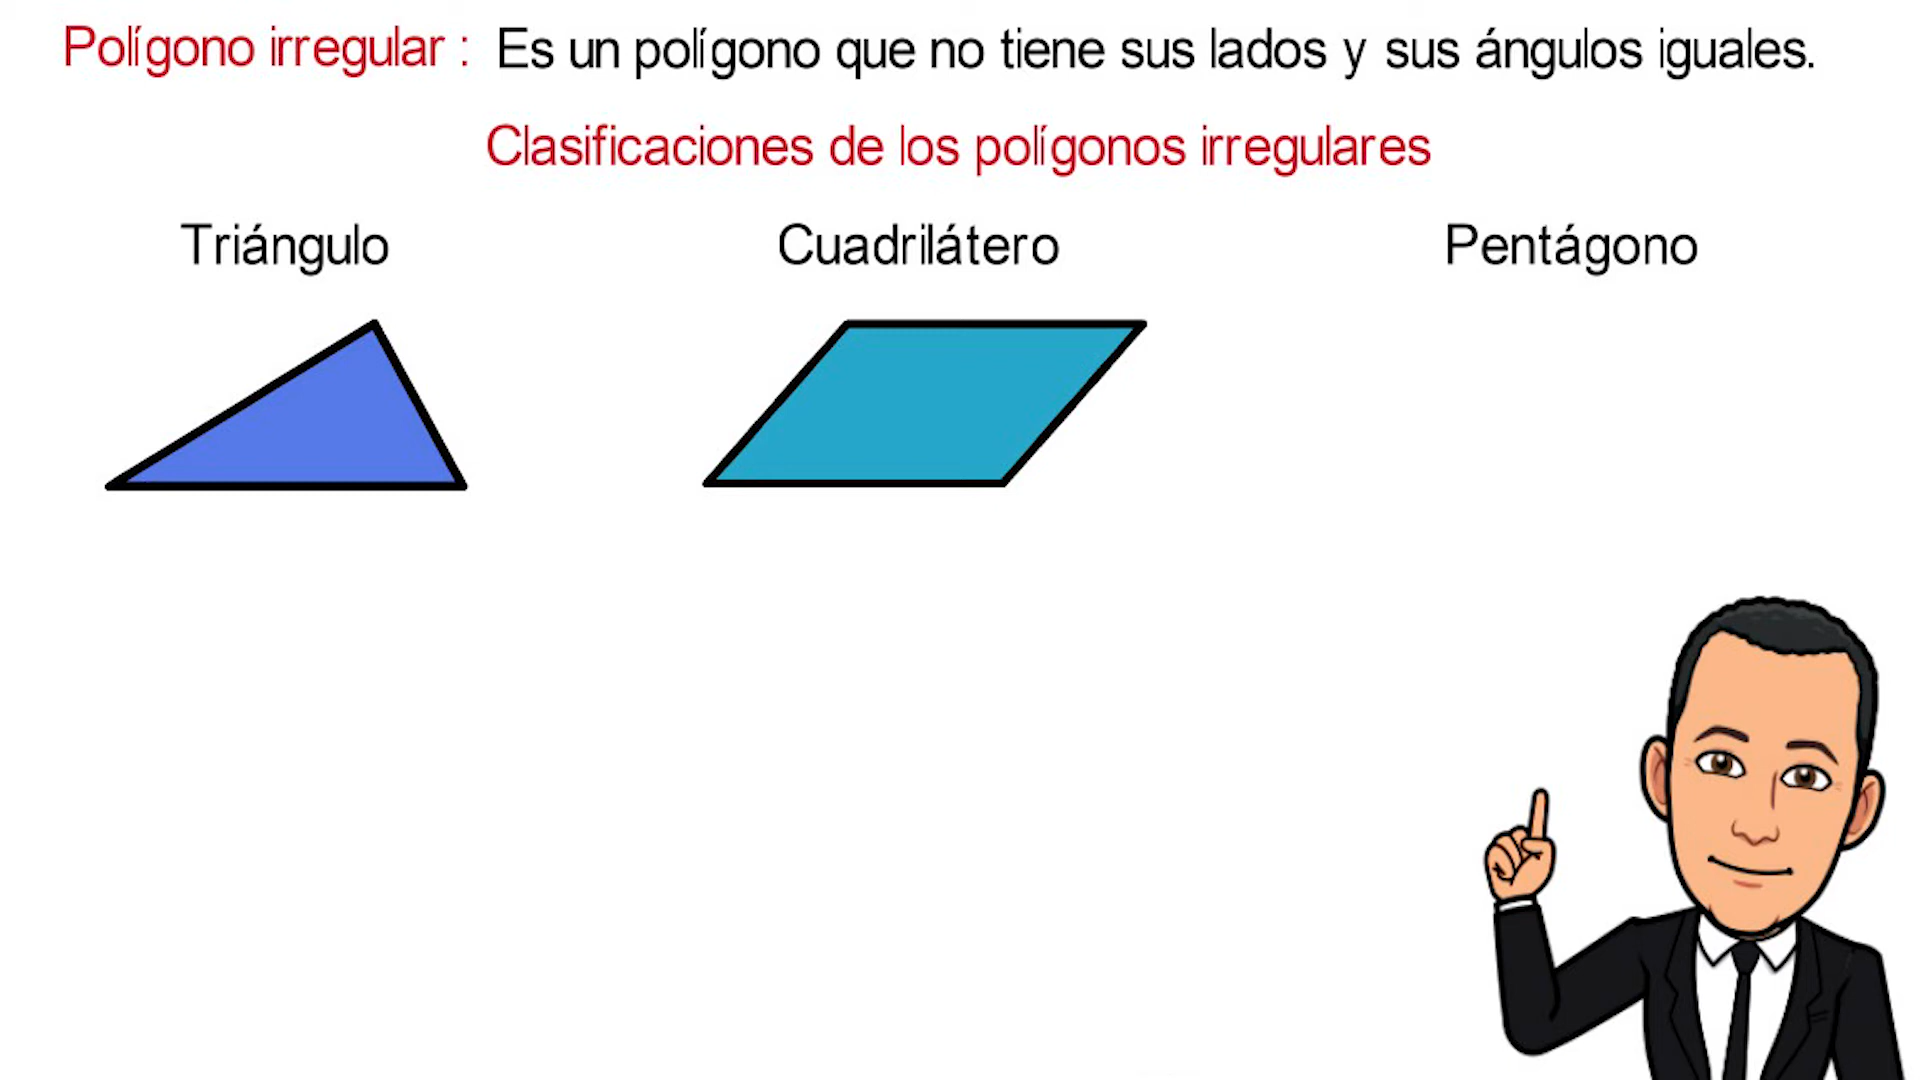 Polígono irregular : Es un polígono que no tiene sus lados y sus ángulos iguales.
Clasificaciones de los polígonos irregulares
Triángulo Cuadrilátero Pentágono